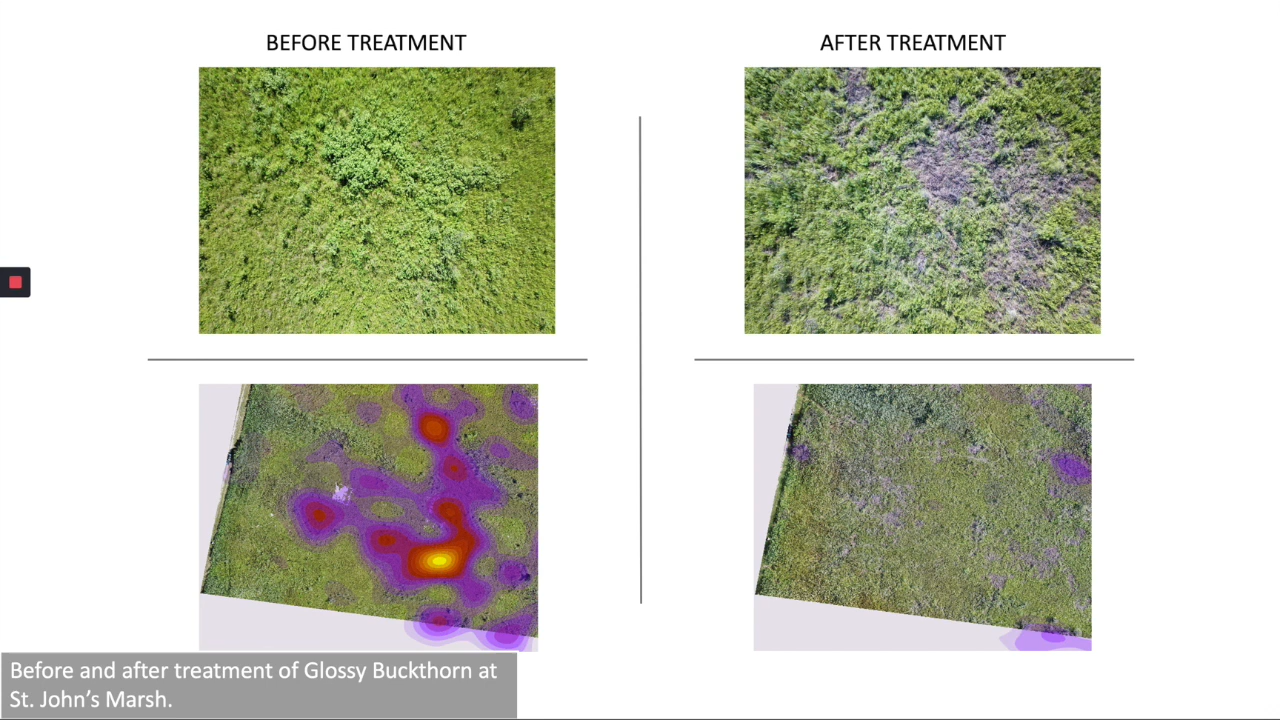 BEFORE TREATMENT
AFTER TREATMENT
Before and after treatment of Glossy Buckthorn at
St. John’s Marsh.